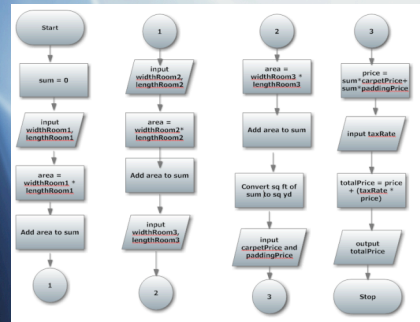 Start
sum = 0
input
widthRoom1,
lengthRoom1
area =
widthRoom1 *
lengthRoom1
Add area to sum
1
1
input
widthRoom2,
lengthRoom2
area =
widthRoom2*
lengthRoom2
Add area to sum
input
widthRoom3,
lengthRoom3
2
2
area =
widthRoom3 *
lengthRoom3
Add area to sum
Convert sq ft of
sum to sq yd
input
carpetPrice and
paddingPrice
3
3
price =
sum*carpetPrice+
sum*paddingPrice
input taxRate
totalPrice = price
+ (taxRate *
price)
output
totalPrice
Stop